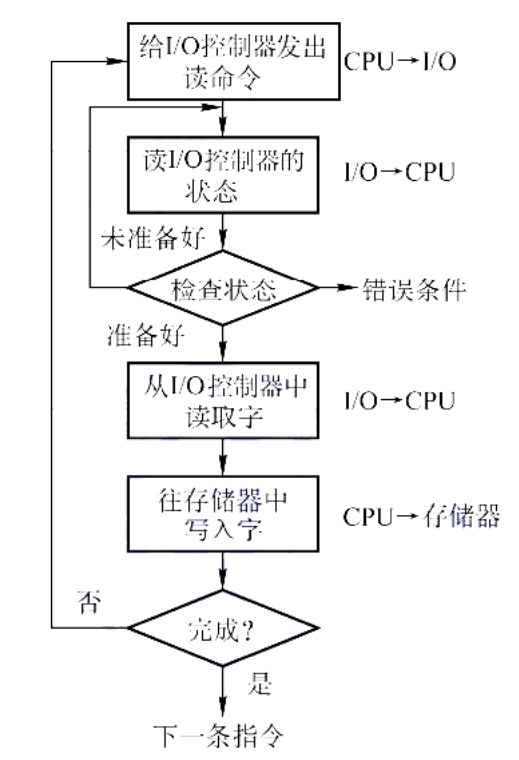 给I/O控制器发出
读命令
CPU→I/O
读I/O控制器的
状态
I/O→CPU
未准备好
检查状态
错误条件
准备好
从I/O控制器中
读取字
I/O→CPU
往存储器中
写入字
CPU→存储器
否
完成?
是
下一条指令